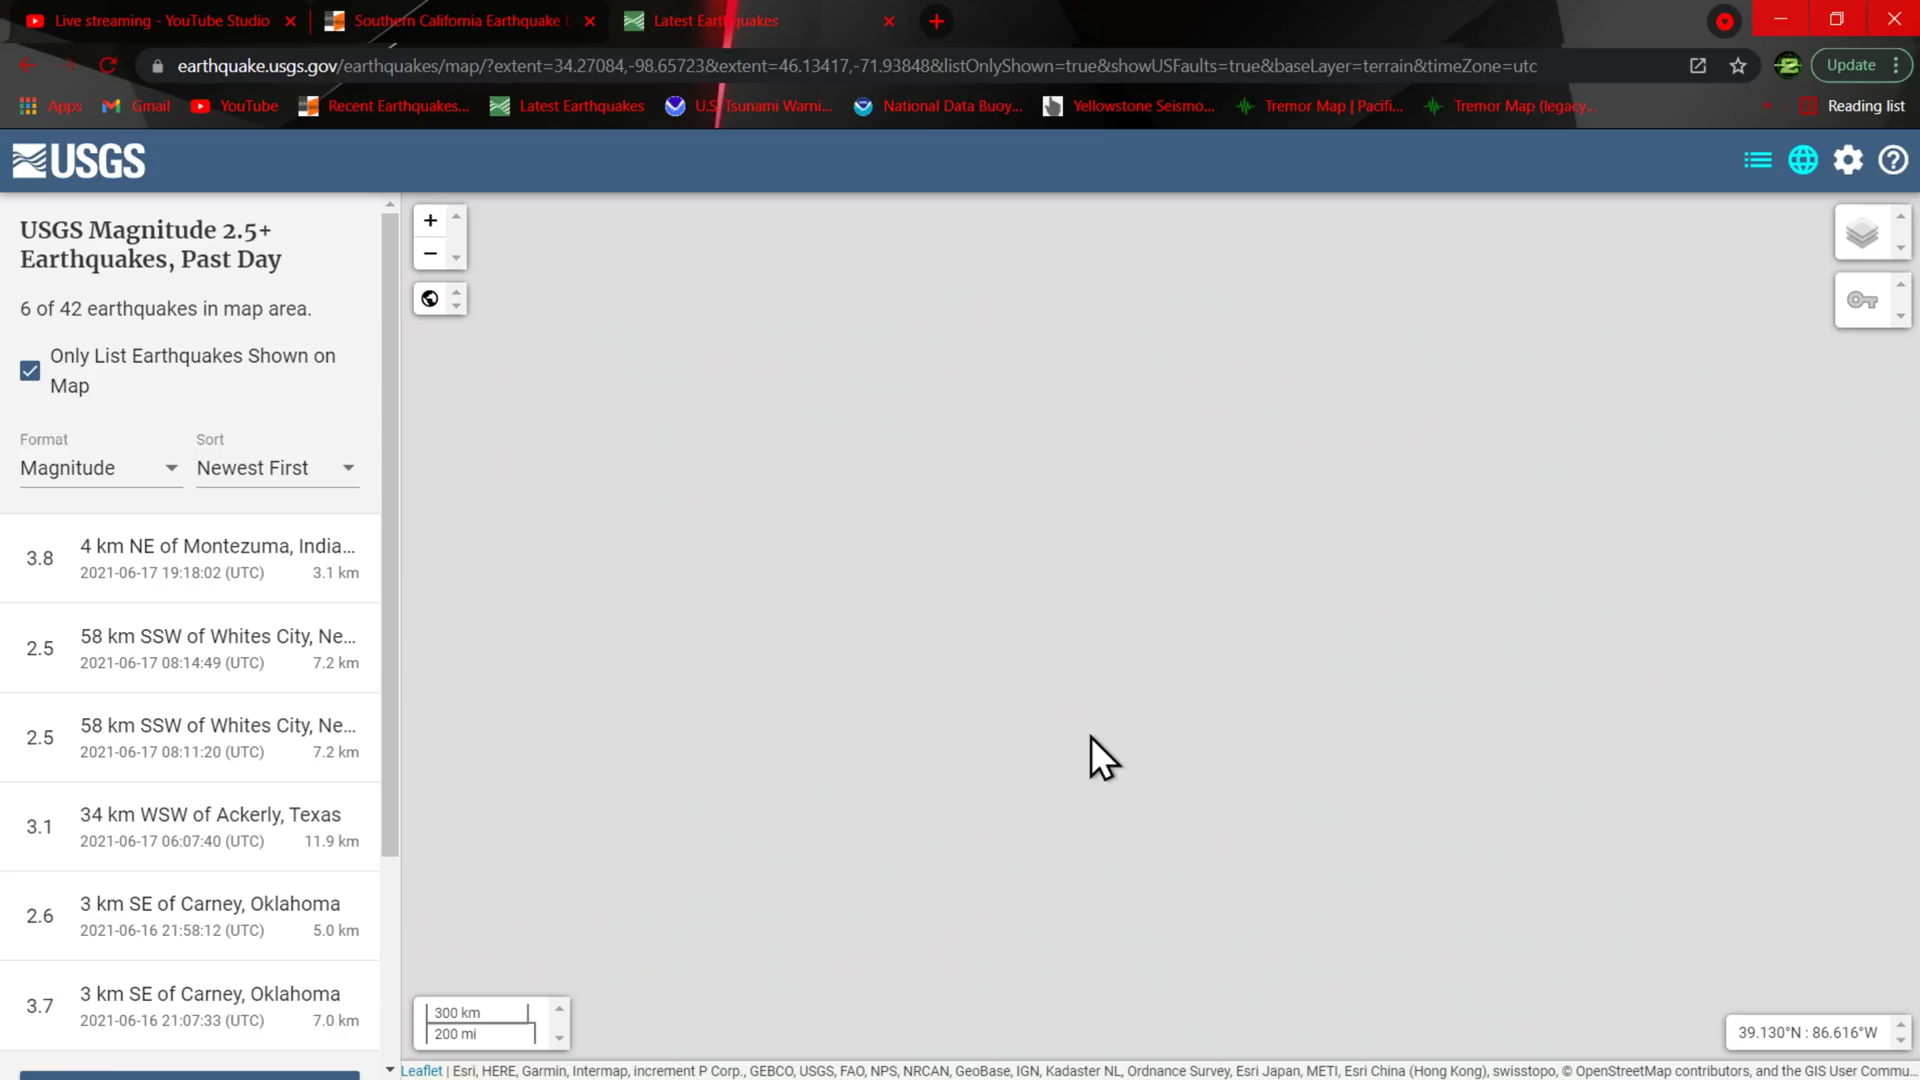 Live streaming - YouTube Studio
Southern California Earthquake
Latest Earthquakes
earthquake.usgs.gov/earthquakes/map/?extent=34.27084,-98.65723&extent=46.13417,-71.93848&listOnlyShown=true&showUSFaults=true&baseLayer=terrain&timeZone=utc
Update
Apps
Gmail
YouTube
Recent Earthquakes...
Latest Earthquakes
U.S. Tsunami Warni...
National Data Buoy...
Yellowstone Seismo...
Tremor Map | Pacifi...
Tremor Map (legacy...
Reading list
USGS
USGS Magnitude 2.5+
Earthquakes, Past Day
6 of 42 earthquakes in map area.
Only List Earthquakes Shown on
Map
Format
Sort
Magnitude
Newest First
3.8
4 km NE of Montezuma, India...
2021-06-17 19:18:02 (UTC) 3.1 km
2.5
58 km SSW of Whites City, Ne...
2021-06-17 08:14:49 (UTC) 7.2 km
2.5
58 km SSW of Whites City, Ne...
2021-06-17 08:11:20 (UTC) 7.2 km
3.1
34 km WSW of Ackerly, Texas
2021-06-17 06:07:40 (UTC) 11.9 km
2.6
3 km SE of Carney, Oklahoma
2021-06-16 21:58:12 (UTC) 5.0 km
3.7
3 km SE of Carney, Oklahoma
2021-06-16 21:07:33 (UTC) 7.0 km
+
−
300 km
200 mi
39.130°N : 86.616°W
Leaflet | Esri, HERE, Garmin, Intermap, increment P Corp., GEBCO, USGS, FAO, NPS, NRCAN, GeoBase, IGN, Kadaster NL, Ordnance Survey, Esri Japan, METI, Esri China (Hong Kong), swisstopo, © OpenStreetMap contributors, and the GIS User Commu...